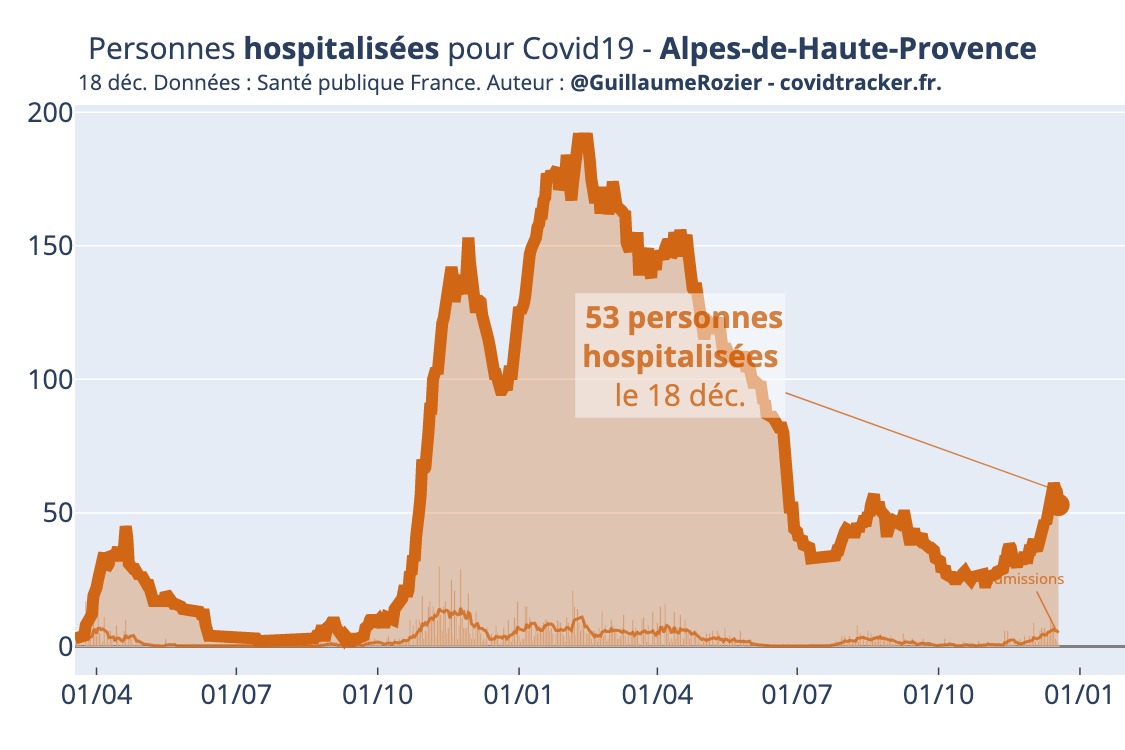 Personnes hospitalisées pour Covid19 - Alpes-de-Haute-Provence
18 déc. Données : Santé publique France. Auteur : @GuillaumeRozier - covidtracker.fr.
200
150
100
50
0
53 personnes
hospitalisées
le 18 déc.
admissions
01/04 01/07 01/10 01/01 01/04 01/07 01/10 01/01